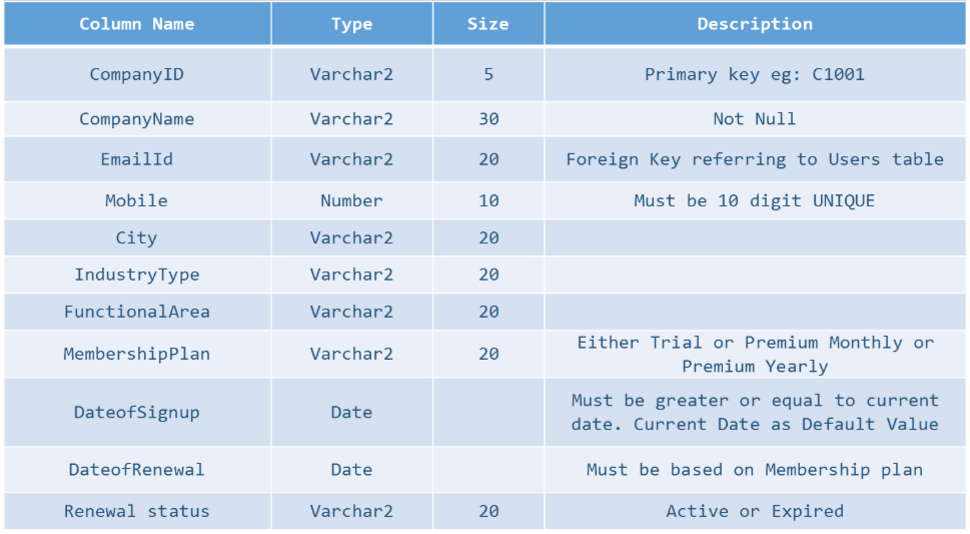 Column Name Type Size Description
CompanyID Varchar2 5 Primary key eg: C1001
CompanyName Varchar2 30 Not Null
EmailId Varchar2 20 Foreign Key referring to Users table
Mobile Number 10 Must be 10 digit UNIQUE
City Varchar2 20
IndustryType Varchar2 20
FunctionalArea Varchar2 20
MembershipPlan Varchar2 20 Either Trial or Premium Monthly or
Premium Yearly
DateofSignup Date Must be greater or equal to current
date. Current Date as Default Value
DateofRenewal Date Must be based on Membership plan
Renewal status Varchar2 20 Active or Expired